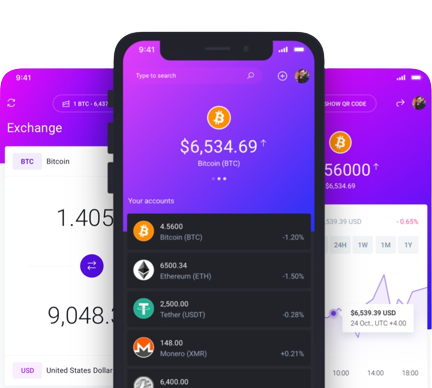 9:41
1 BTC - 6,437
Exchange
BTC Bitcoin
1.405
9,048.
USD United States Dollar
9:41
Type to search
$6,534.69
Bitcoin (BTC)
Your accounts
4.5600
Bitcoin (BTC) -1.20%
6500.34
Ethereum (ETH) -1.50%
2,500.00
Tether (USDT) -0.28%
148.00
Monero (XMR) +0.21%
6,400.00
SHOW QR CODE
56000
$6,534.69
,539.39 USD - 0.65%
24H 1W 1M 1Y
$6,539.39 USD
24 Oct., UTC +4.00
10:00 14:00 18:00